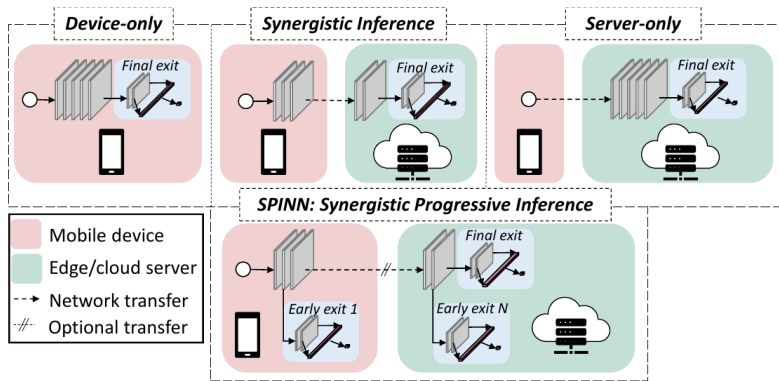 Device-only
Synergistic Inference
Server-only
Final exit
Final exit
Final exit
SPINN: Synergistic Progressive Inference
Mobile device
Edge/cloud server
Network transfer
Optional transfer
Final exit
Early exit 1
Early exit N